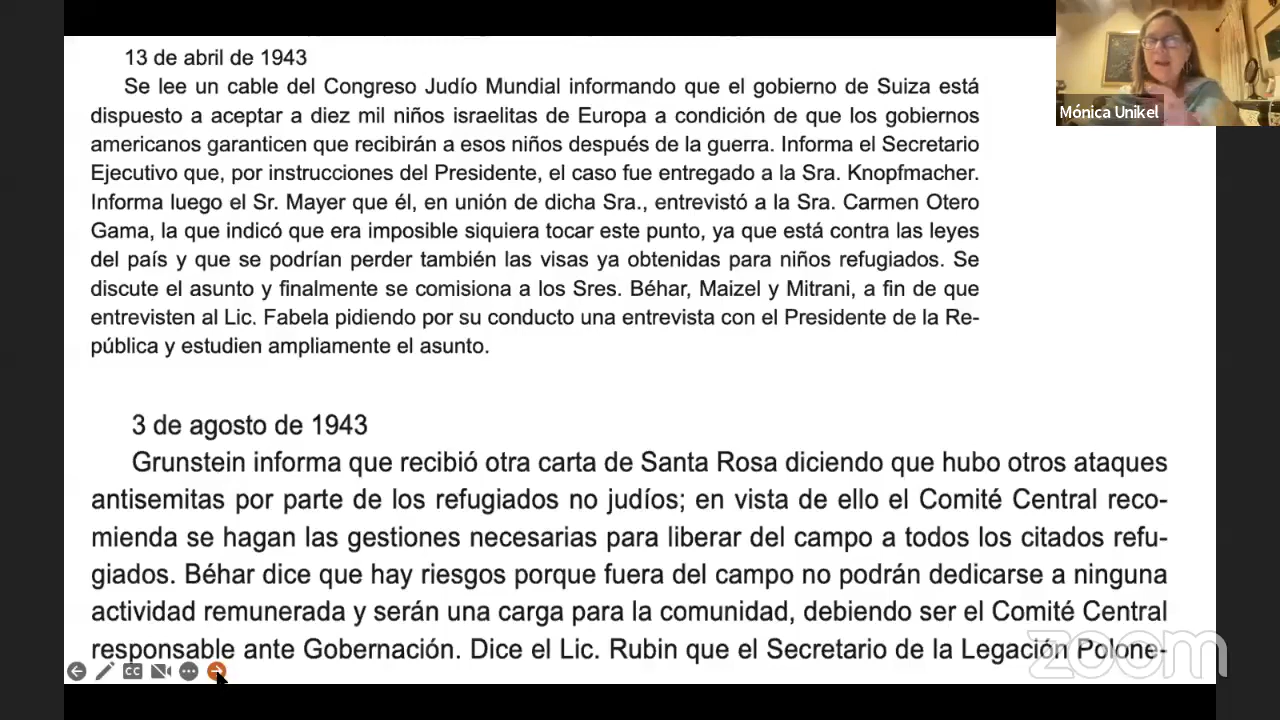 13 de abril de 1943
Se lee un cable del Congreso Judío Mundial informando que el gobierno de Suiza está
dispuesto a aceptar a diez mil niños israelitas de Europa a condición de que los gobiernos
americanos garanticen que recibirán a esos niños después de la guerra. Informa el Secretario
Ejecutivo que, por instrucciones del Presidente, el caso fue entregado a la Sra. Knopfmacher.
Informa luego el Sr. Mayer que él, en unión de dicha Sra., entrevistó a la Sra. Carmen Otero
Gama, la que indicó que era imposible siquiera tocar este punto, ya que está contra las leyes
del país y que se podrían perder también las visas ya obtenidas para niños refugiados. Se
discute el asunto y finalmente se comisiona a los Sres. Béhar, Maizel y Mitrani, a fin de que
entrevisten al Lic. Fabela pidiendo por su conducto una entrevista con el Presidente de la Re-
pública y estudien ampliamente el asunto.
3 de agosto de 1943
Grunstein informa que recibió otra carta de Santa Rosa diciendo que hubo otros ataques
antisemitas por parte de los refugiados no judíos; en vista de ello el Comité Central reco-
mienda se hagan las gestiones necesarias para liberar del campo a todos los citados refu-
giados. Béhar dice que hay riesgos porque fuera del campo no podrán dedicarse a ninguna
actividad remunerada y serán una carga para la comunidad, debiendo ser el Comité Central
responsable ante Gobernación. Dice el Lic. Rubin que el Secretario de la Legación Polone-
Mónica Unikel
CC
zoom